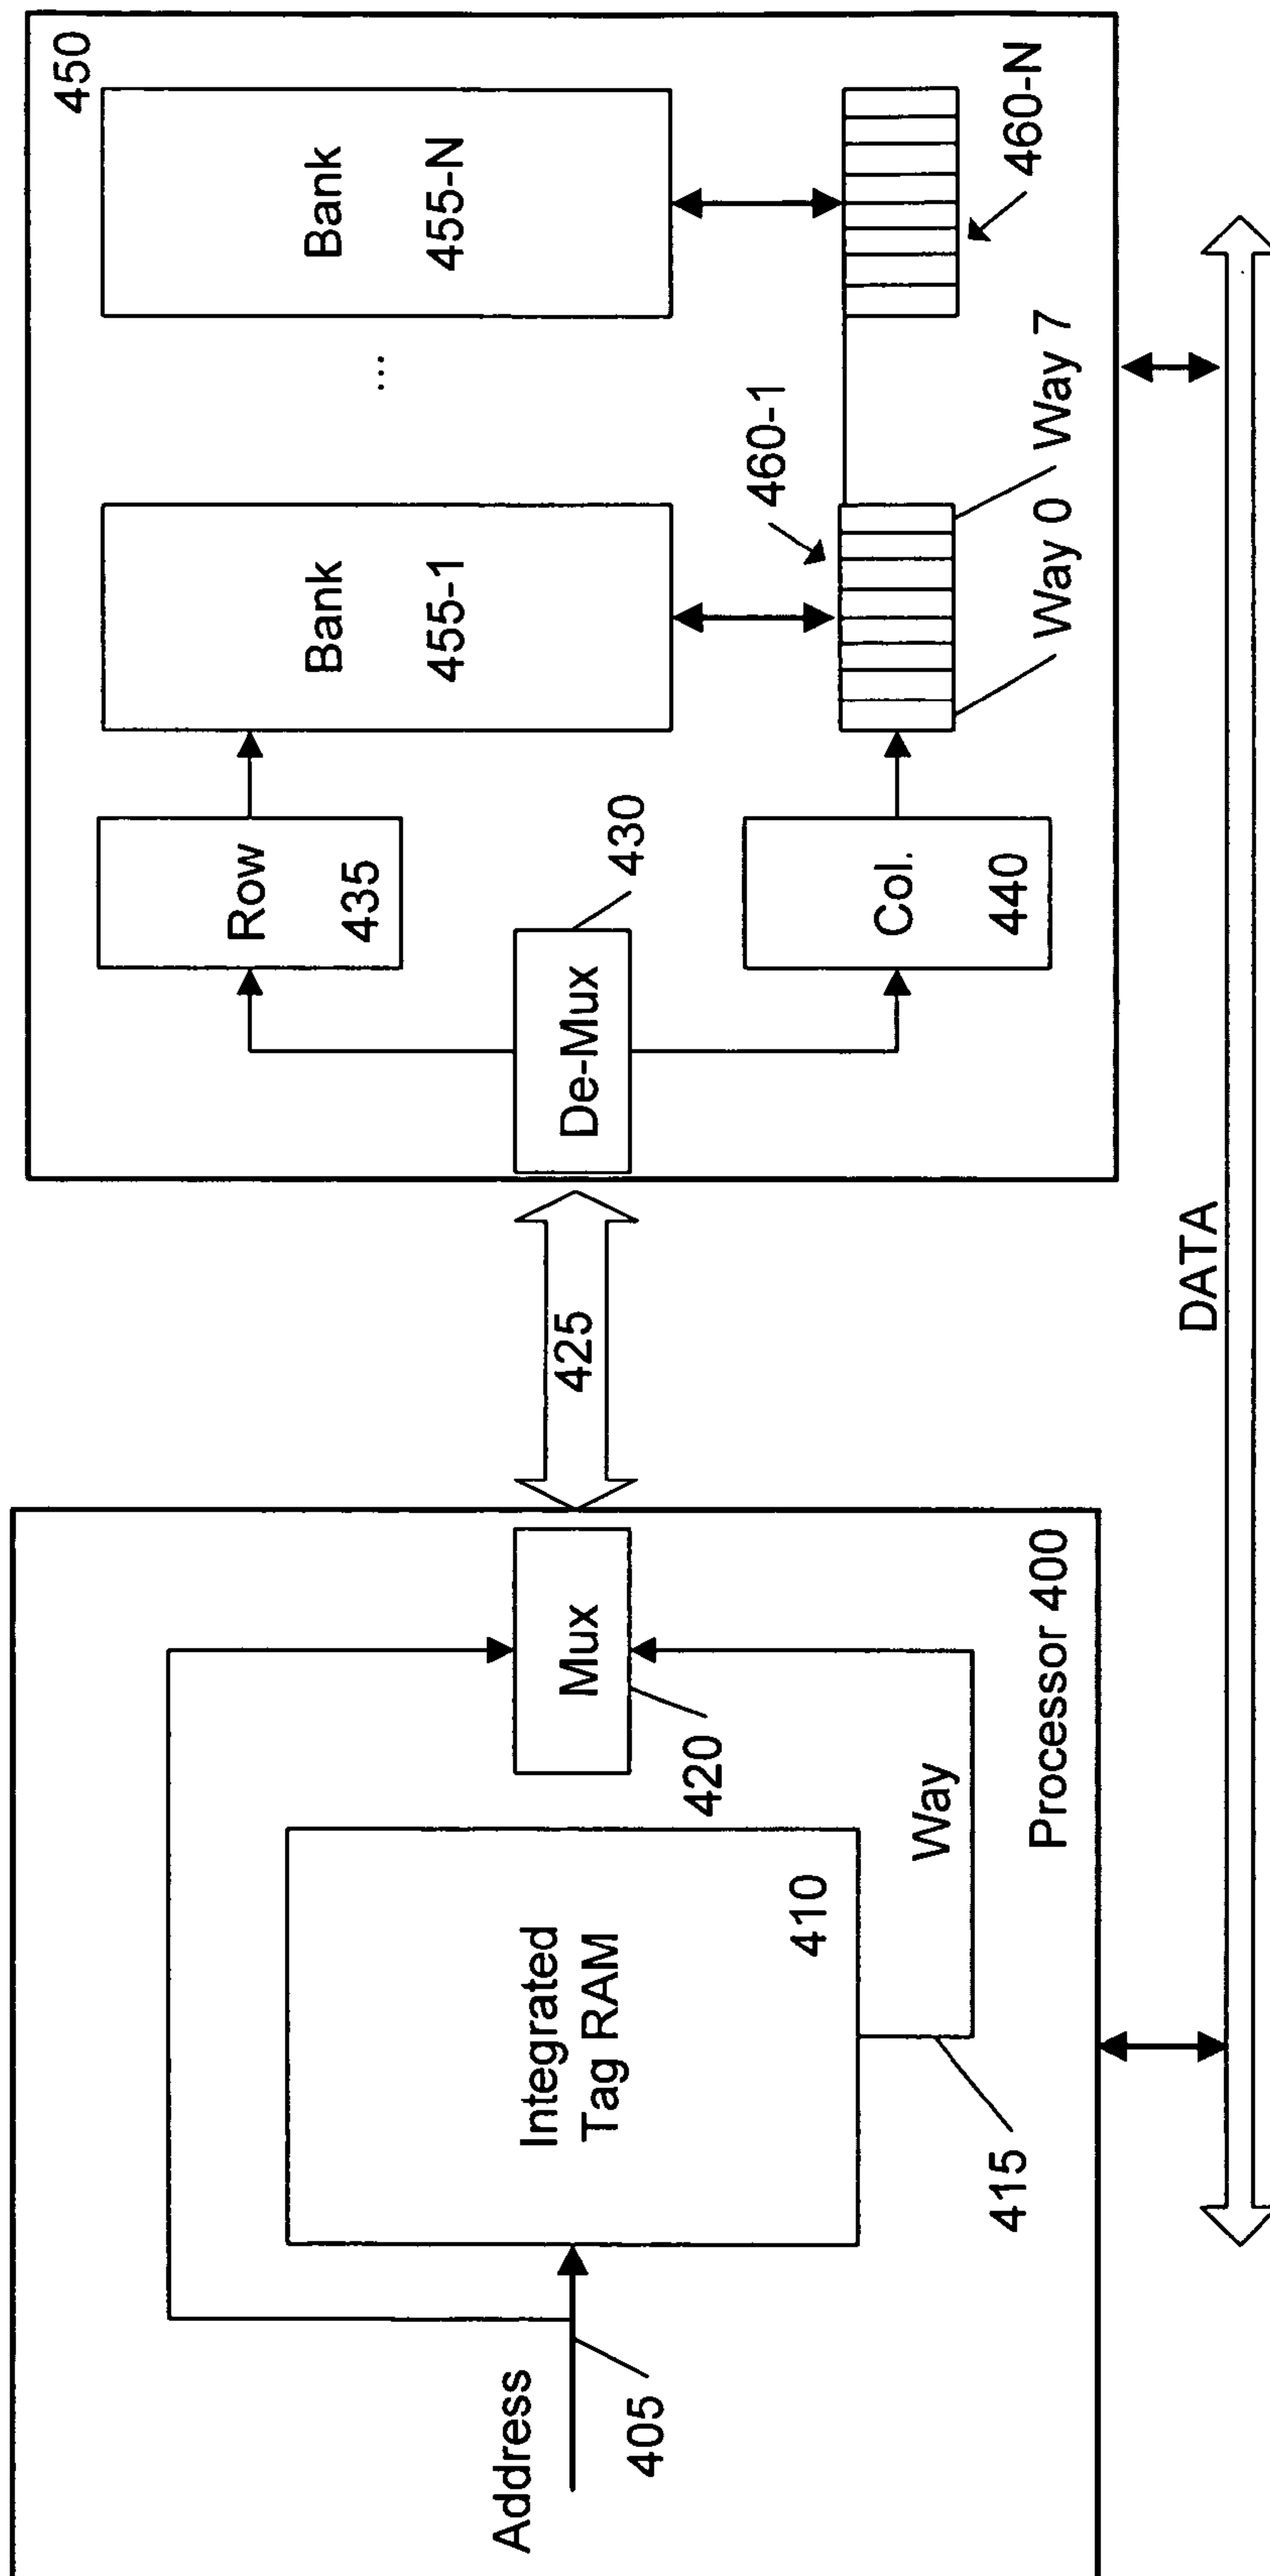 Address
405
Integrated
Tag RAM
410
415
Way
Mux
420
Processor 400
425
DATA
450
De-Mux
430
Row
435
Col.
440
Bank
455-1
...
Bank
455-N
460-1
Way 0
Way 7
460-N